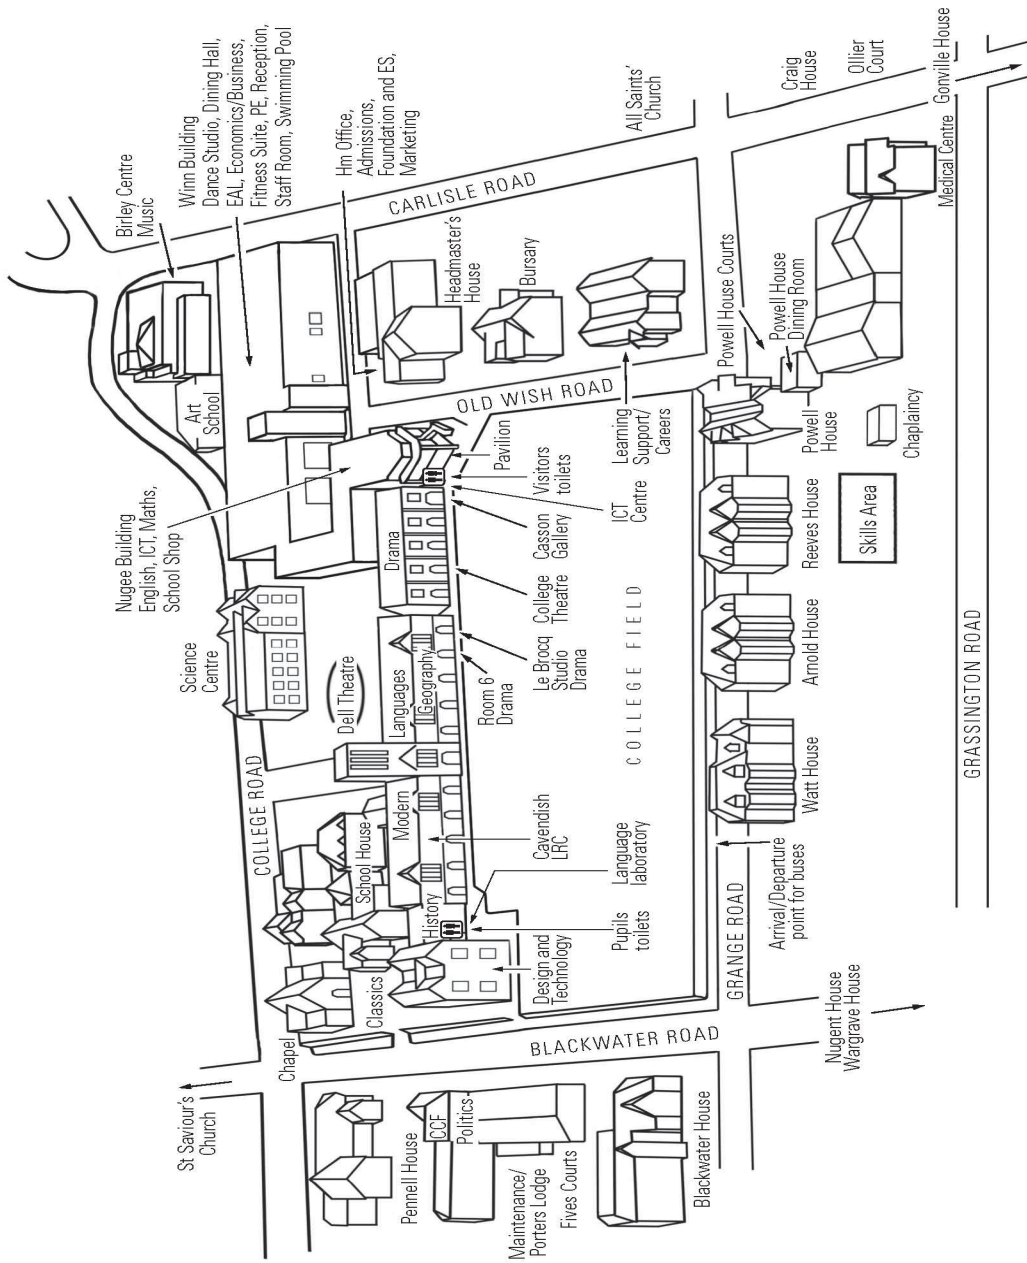 St Saviour's
Church
Chapel
COLLEGE ROAD
Science
Centre
Nugee Building
English, ICT, Maths,
School Shop
Art
School
Birley Centre
Music
Winn Building
Dance Studio, Dining Hall,
EAL, Economics/Business,
Fitness Suite, PE, Reception,
Staff Room, Swimming Pool
Hm Office,
Admissions,
Foundation and ES,
Marketing
Pennell House
CCF
Politics
Maintenance/
Porters Lodge
Fives Courts
Blackwater House
BLACKWATER ROAD
Classics
School House
History
Modern
Languages
Geography
Dell Theatre
Drama
Design and
Technology
Pupils
toilets
Language
laboratory
Cavendish
LRC
Room 6
Drama
Le Brocq
Studio
Drama
College
Theatre
Casson
Gallery
ICT
Centre
Visitors
toilets
Pavilion
COLLEGE FIELD
OLD WISH ROAD
CARLISLE ROAD
Headmaster's
House
Bursary
Learning
Support/
Careers
All Saints'
Church
GRANGE ROAD
Arrival/Departure
point for buses
Nugent House
Wargrave House
Watt House
Arnold House
Reeves House
Powell
House
Powell House Courts
Powell House
Dining Room
Skills Area
Chaplaincy
Medical Centre
Craig
House
Ollier
Court
Gonville House
GRASSINGTON ROAD